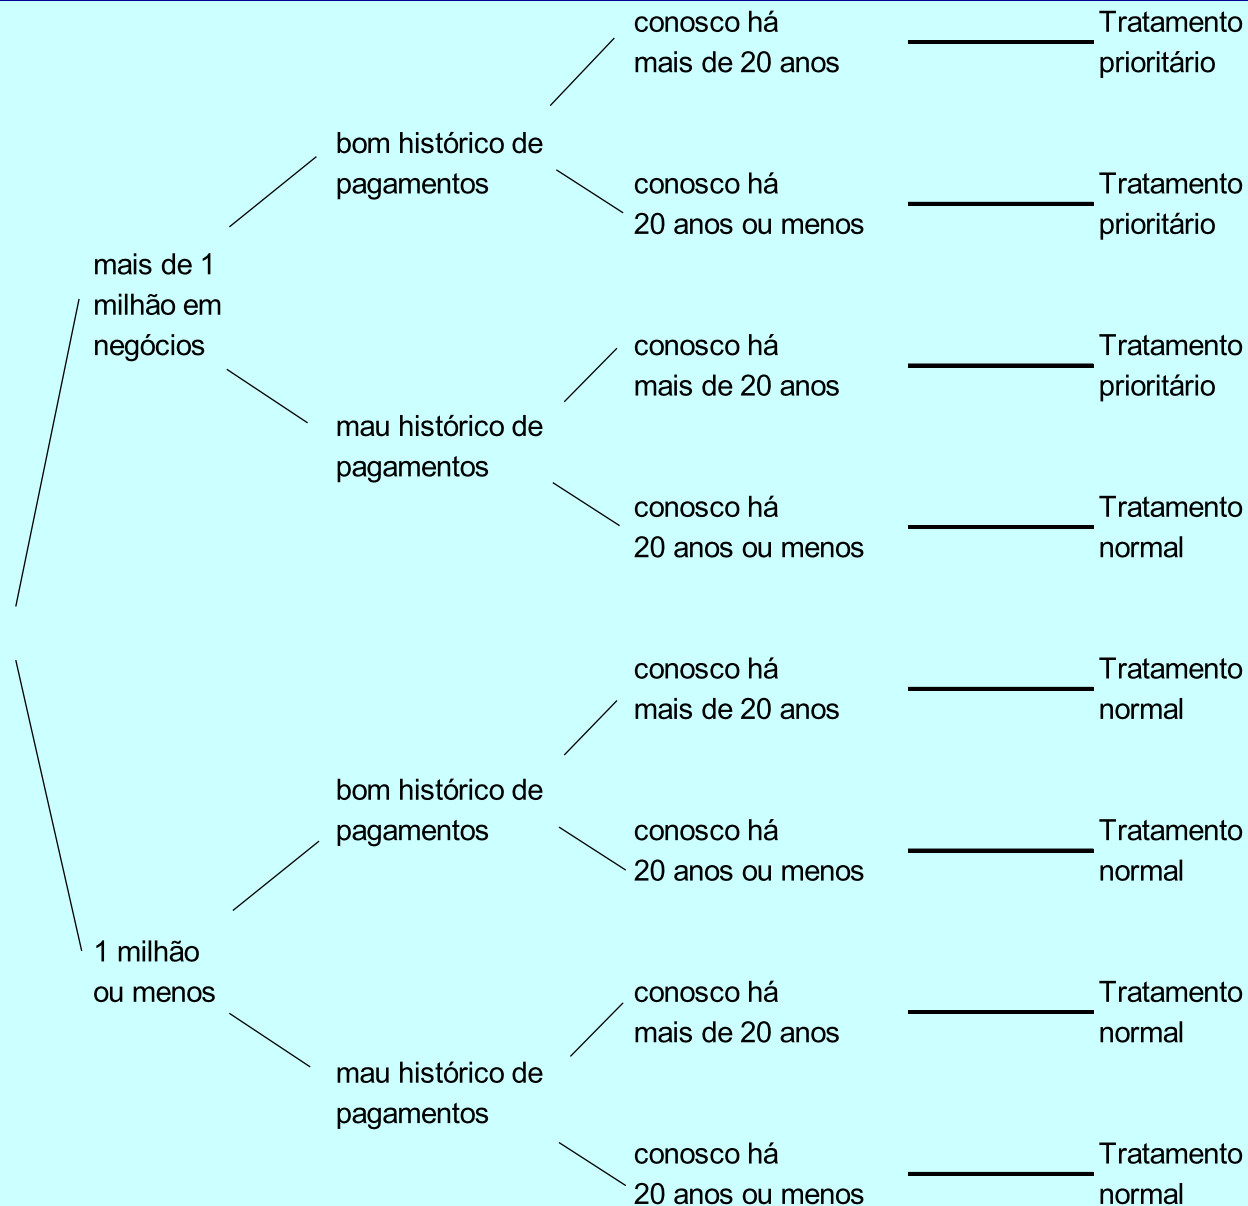 conosco há
mais de 20 anos
Tratamento
prioritário
bom histórico de
pagamentos
conosco há
20 anos ou menos
Tratamento
prioritário
mais de 1
milhão em
negócios
conosco há
mais de 20 anos
Tratamento
prioritário
mau histórico de
pagamentos
conosco há
20 anos ou menos
Tratamento
normal
conosco há
mais de 20 anos
Tratamento
normal
bom histórico de
pagamentos
conosco há
20 anos ou menos
Tratamento
normal
1 milhão
ou menos
conosco há
mais de 20 anos
Tratamento
normal
mau histórico de
pagamentos
conosco há
20 anos ou menos
Tratamento
normal